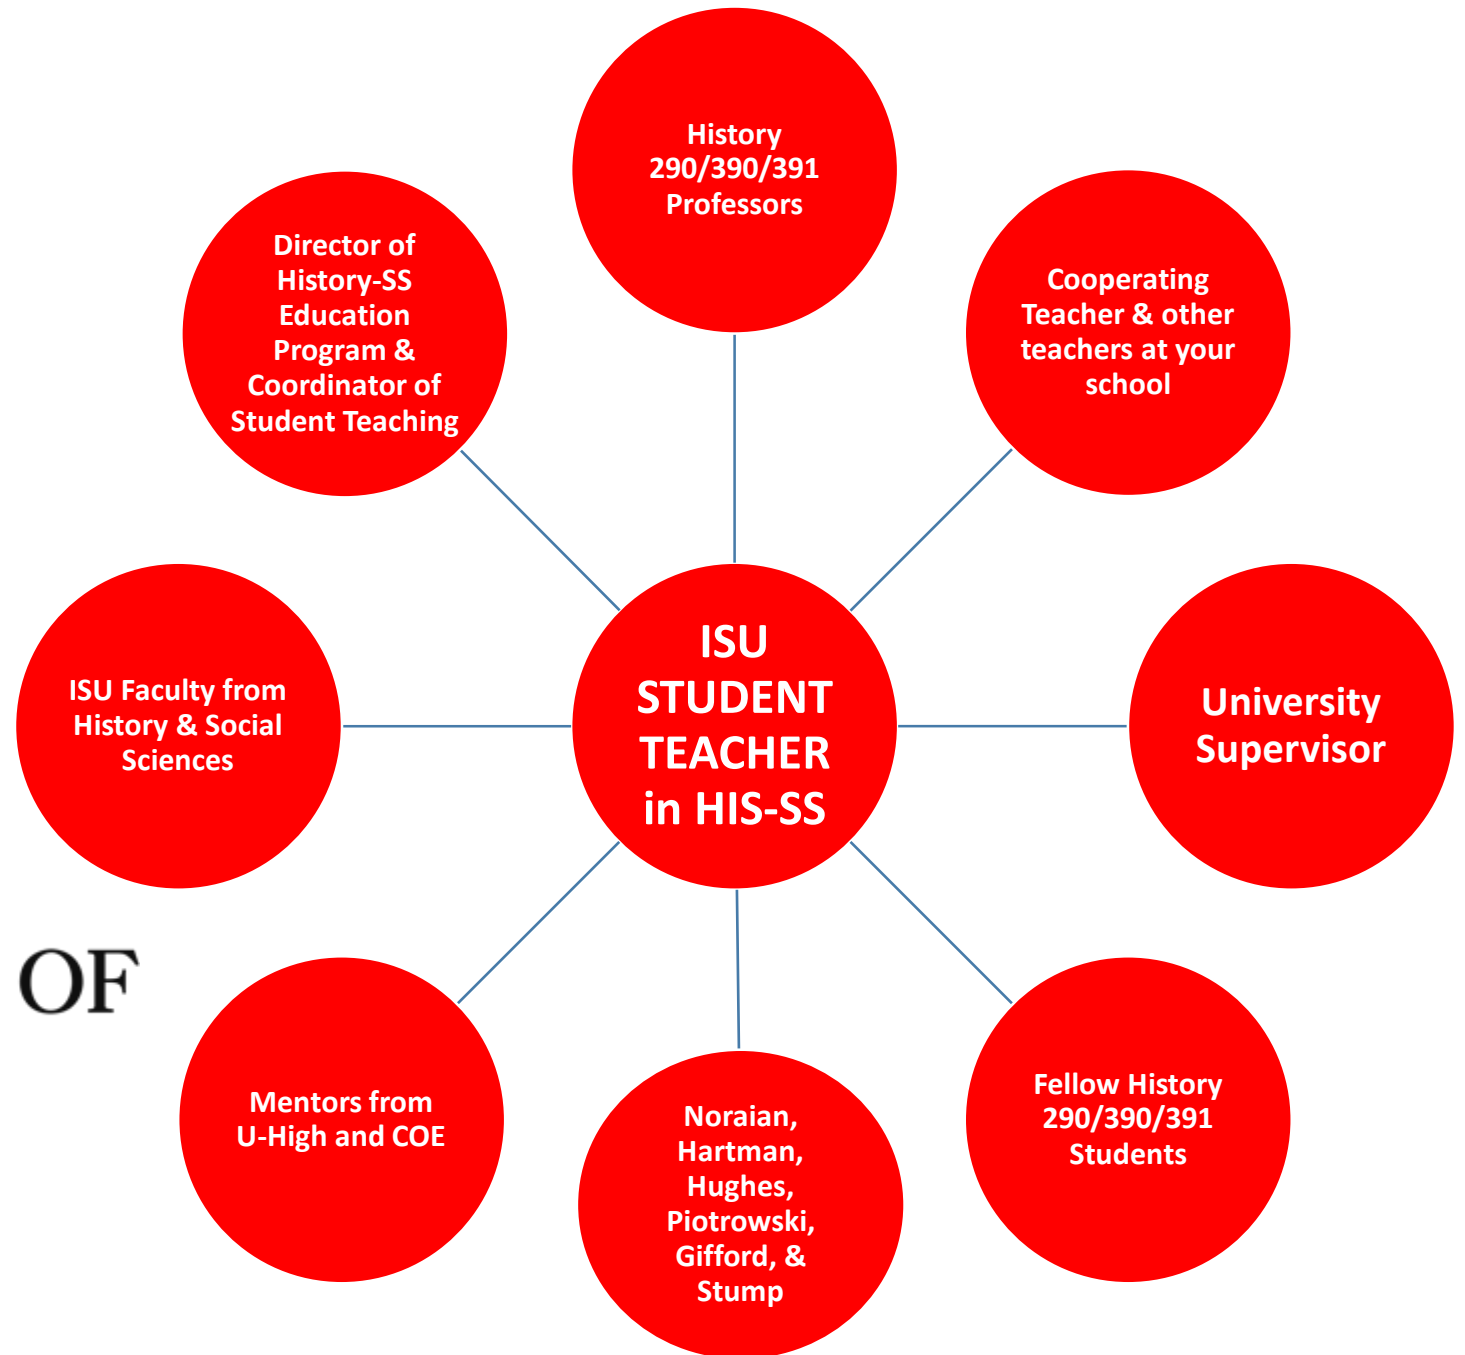 History
290/390/391
Professors
Director of
History-SS
Education
Program &
Coordinator of
Student Teaching
Cooperating
Teacher & other
teachers at your
school
ISU
STUDENT
TEACHER
in HIS-SS
ISU Faculty from
History & Social
Sciences
University
Supervisor
OF
Mentors from
U-High and COE
Noraian,
Hartman,
Hughes,
Piotrowski,
Gifford, &
Stump
Fellow History
290/390/391
Students